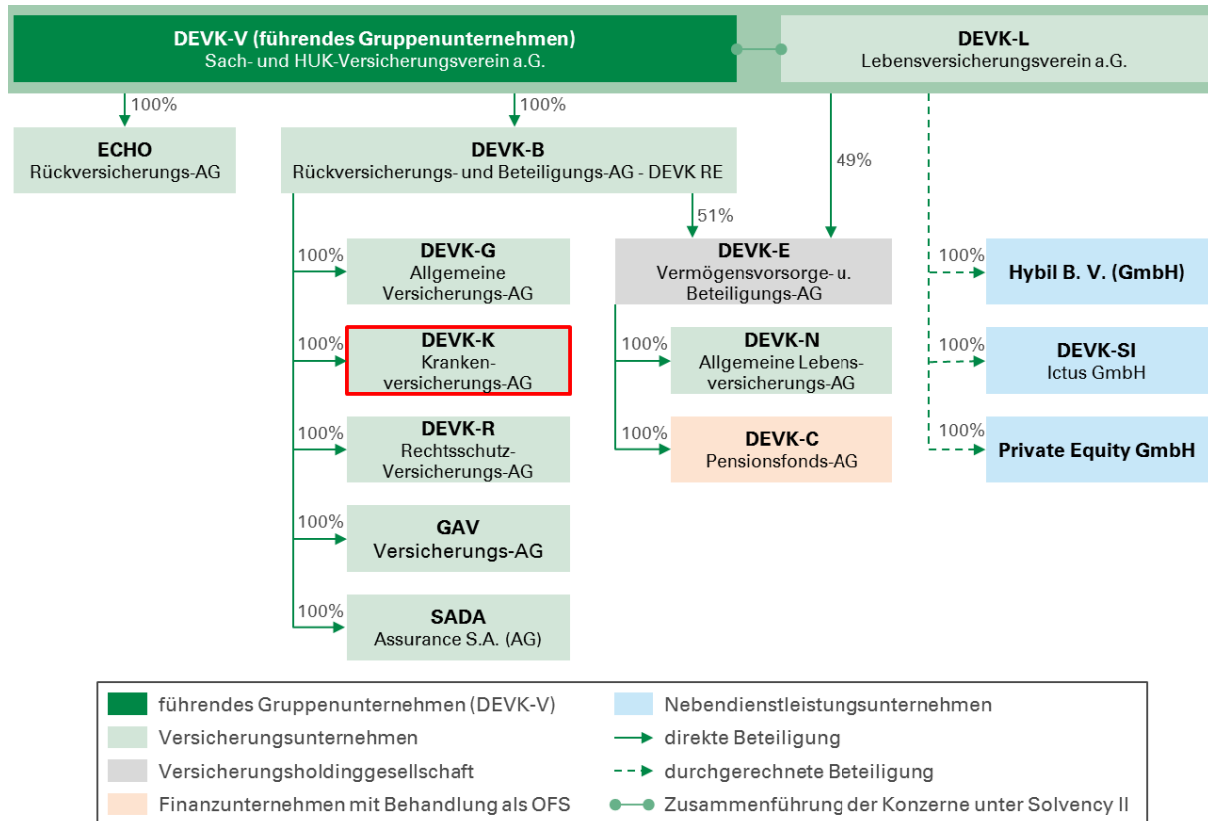 DEVK-V (führendes Gruppenunternehmen)
Sach- und HUK-Versicherungsverein a.G.
DEVK-L
Lebensversicherungsverein a.G.
100%
100%
49%
ECHO
Rückversicherungs-AG
DEVK-B
Rückversicherungs- und Beteiligungs-AG - DEVK RE
51%
100%
DEVK-G
Allgemeine
Versicherungs-AG
DEVK-E
Vermögensvorsorge- u.
Beteiligungs-AG
100%
Hybil B. V. (GmbH)
100%
DEVK-K
Kranken-
versicherungs-AG
100%
DEVK-N
Allgemeine Lebens-
versicherungs-AG
100%
DEVK-SI
Ictus GmbH
100%
DEVK-R
Rechtsschutz-
Versicherungs-AG
100%
DEVK-C
Pensionsfonds-AG
100%
Private Equity GmbH
100%
GAV
Versicherungs-AG
100%
SADA
Assurance S.A. (AG)
führendes Gruppenunternehmen (DEVK-V)
Versicherungsunternehmen
Versicherungsholdinggesellschaft
Finanzunternehmen mit Behandlung als OFS
Nebendienstleistungsunternehmen
direkte Beteiligung
durchgerechnete Beteiligung
Zusammenführung der Konzerne unter Solvency II